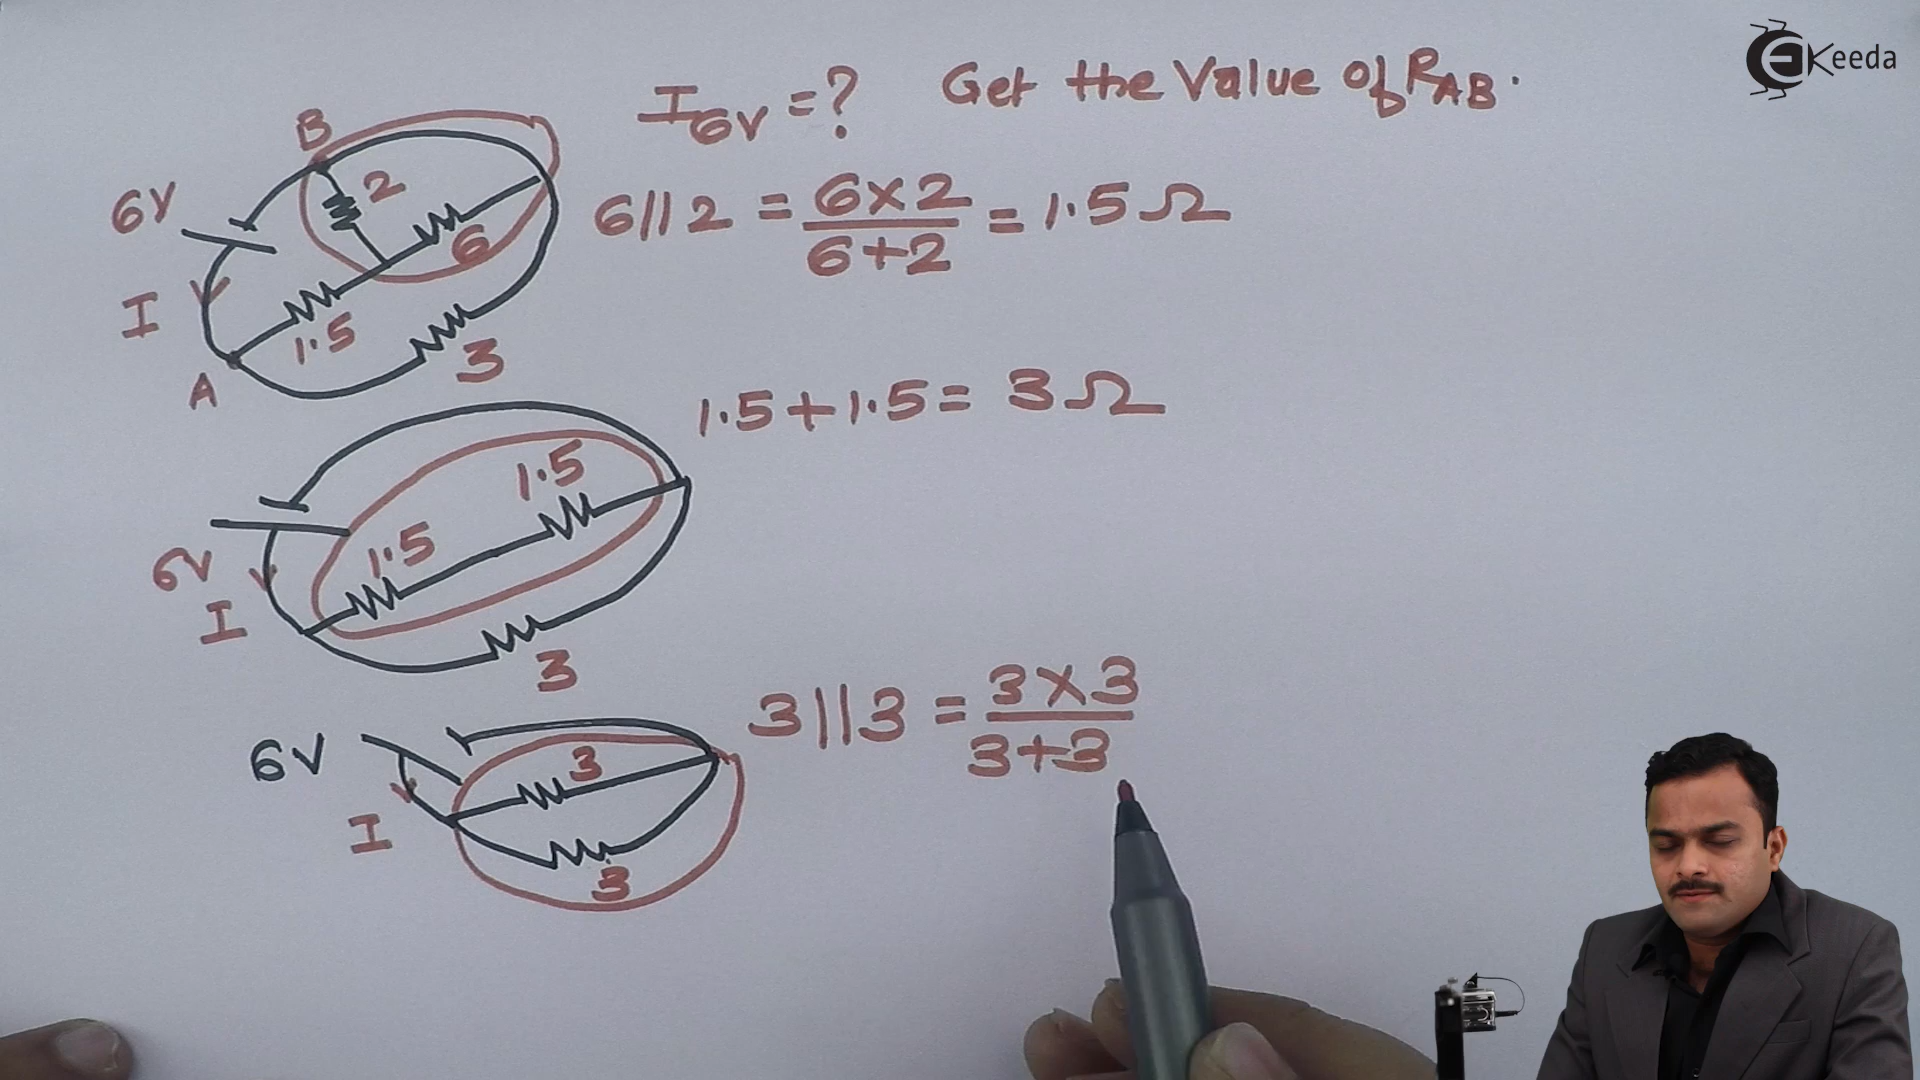 EKeeda
I6V = ? Get the Value of RAB.
B
6V
2
6
I
1.5
3
A
6||2 = 6×2 / 6+2 = 1.5 Ω
1.5
1.5
6V
I
3
1.5+1.5 = 3 Ω
6V
3
I
3
3||3 = 3×3 / 3+3